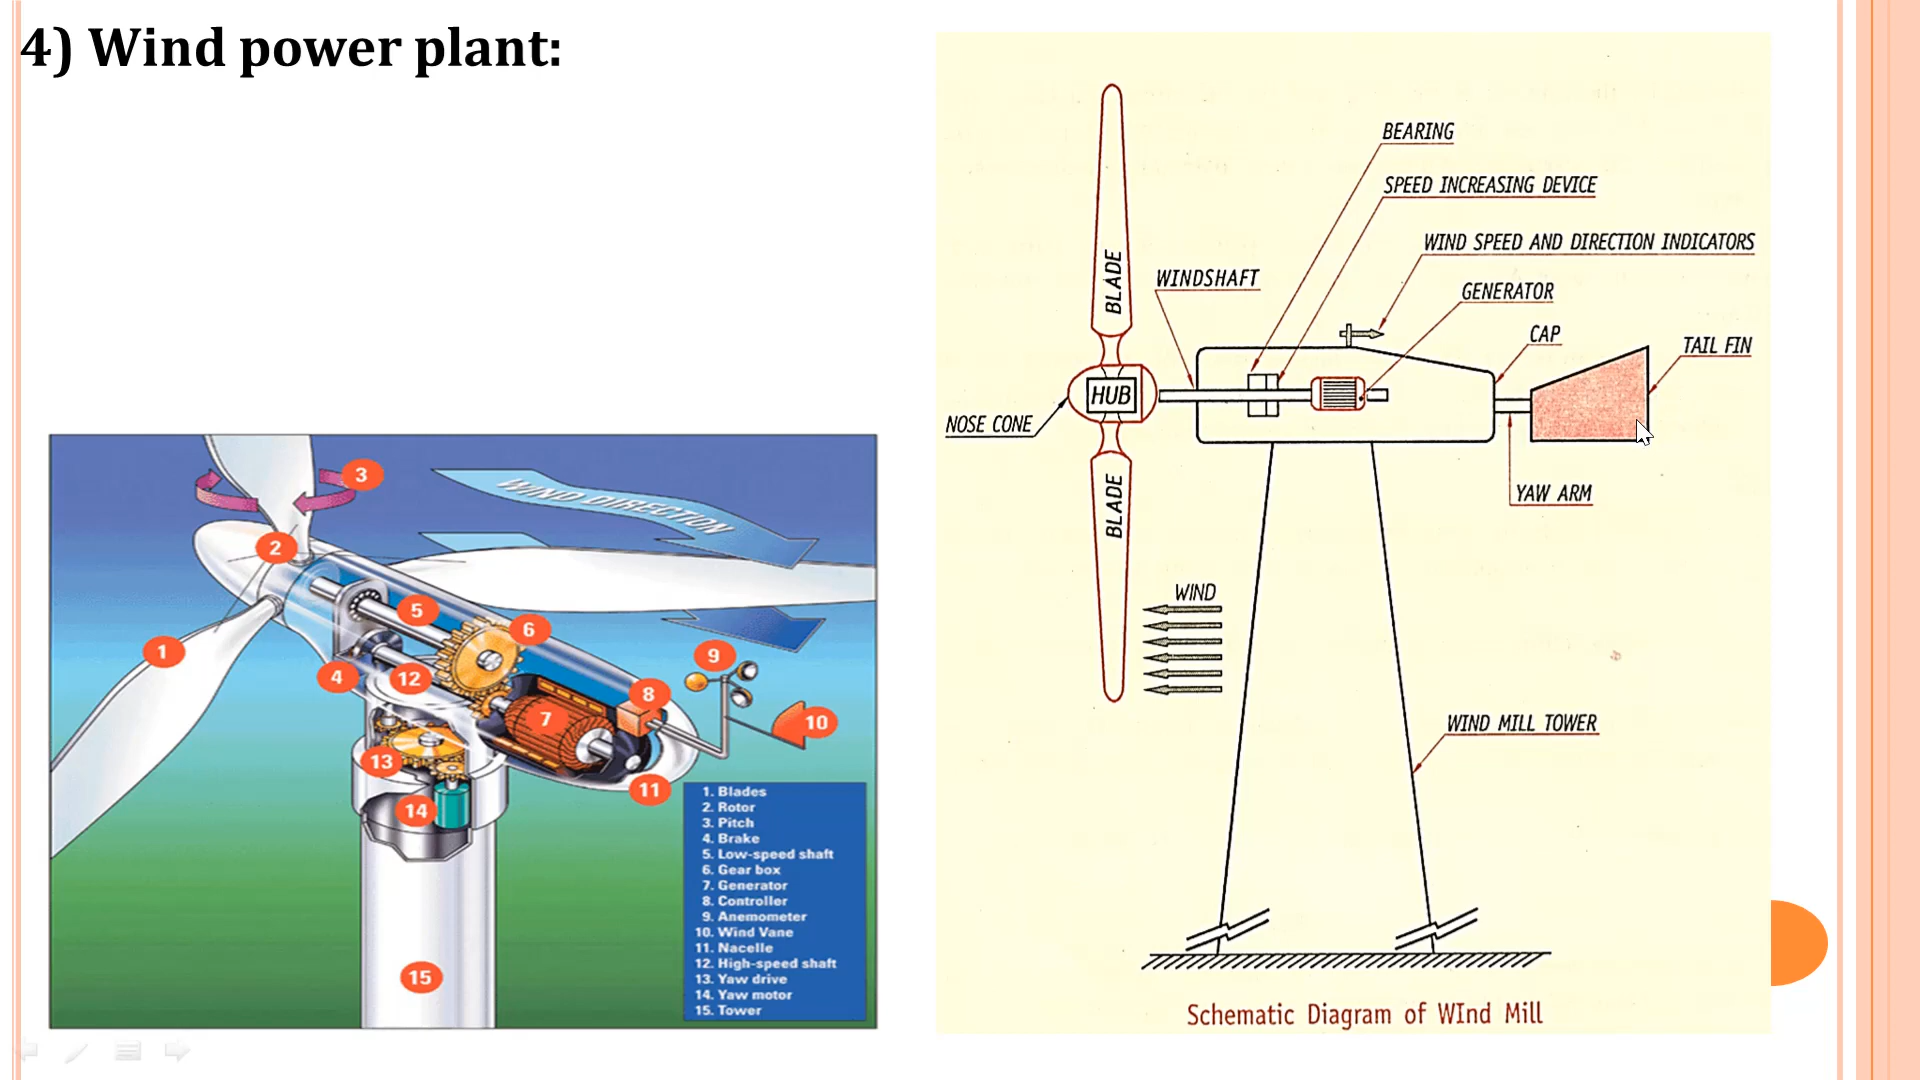 4) Wind power plant:
BEARING
SPEED INCREASING DEVICE
WIND SPEED AND DIRECTION INDICATORS
WINDSHAFT
GENERATOR
CAP
TAIL FIN
BLADE
HUB
NOSE CONE
YAW ARM
BLADE
WIND
WIND MILL TOWER
Schematic Diagram of WInd Mill
WIND DIRECTION
3
2
5
6
1
9
4
12
8
7
10
13
11
14
15
1. Blades
2. Rotor
3. Pitch
4. Brake
5. Low-speed shaft
6. Gear box
7. Generator
8. Controller
9. Anemometer
10. Wind Vane
11. Nacelle
12. High-speed shaft
13. Yaw drive
14. Yaw motor
15. Tower